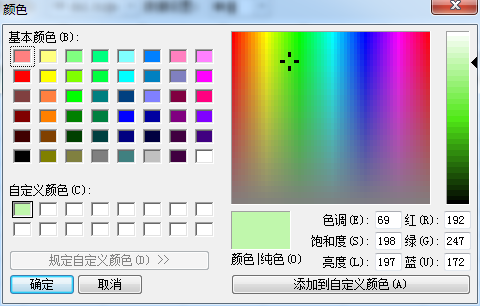 颜色
基本颜色(B):
自定义颜色(C):
规定自定义颜色(D) >>
确定
取消
颜色|纯色(O)
色调(E): 69
红(R): 192
饱和度(S): 198
绿(G): 247
亮度(L): 197
蓝(U): 172
添加到自定义颜色(A)